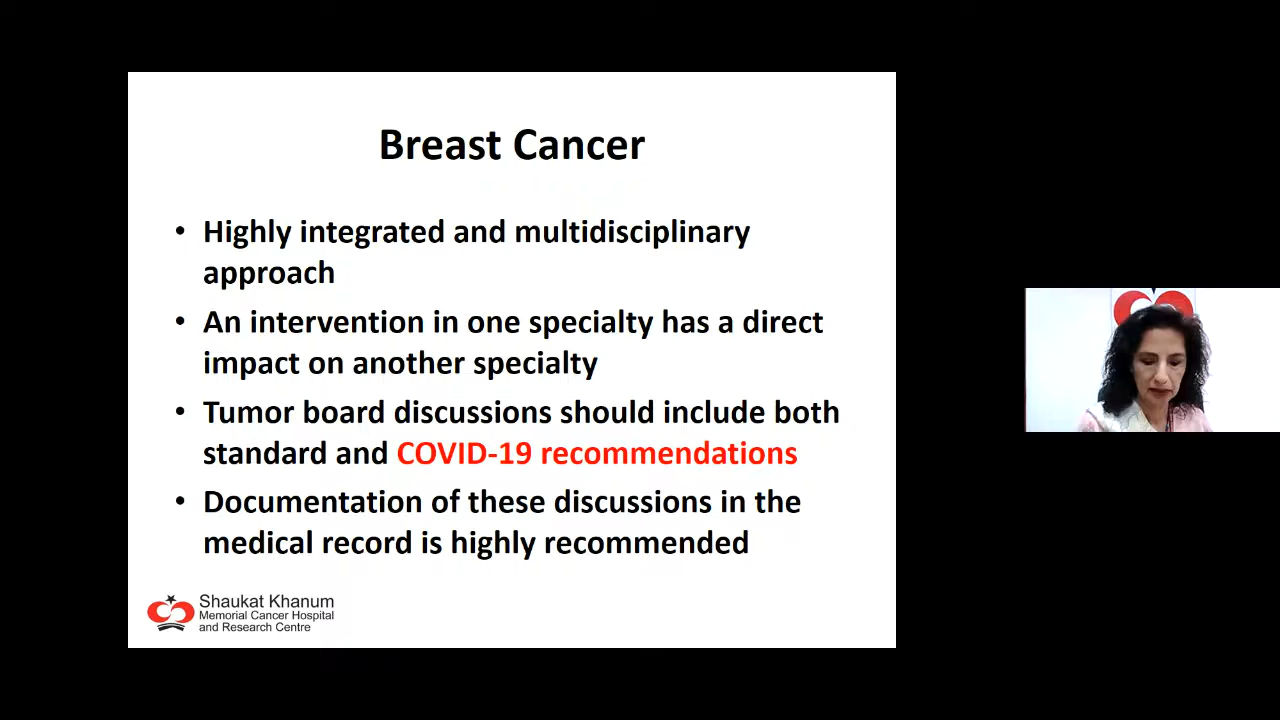 Breast Cancer
• Highly integrated and multidisciplinary
approach
• An intervention in one specialty has a direct
impact on another specialty
• Tumor board discussions should include both
standard and COVID-19 recommendations
• Documentation of these discussions in the
medical record is highly recommended
Shaukat Khanum
Memorial Cancer Hospital
and Research Centre